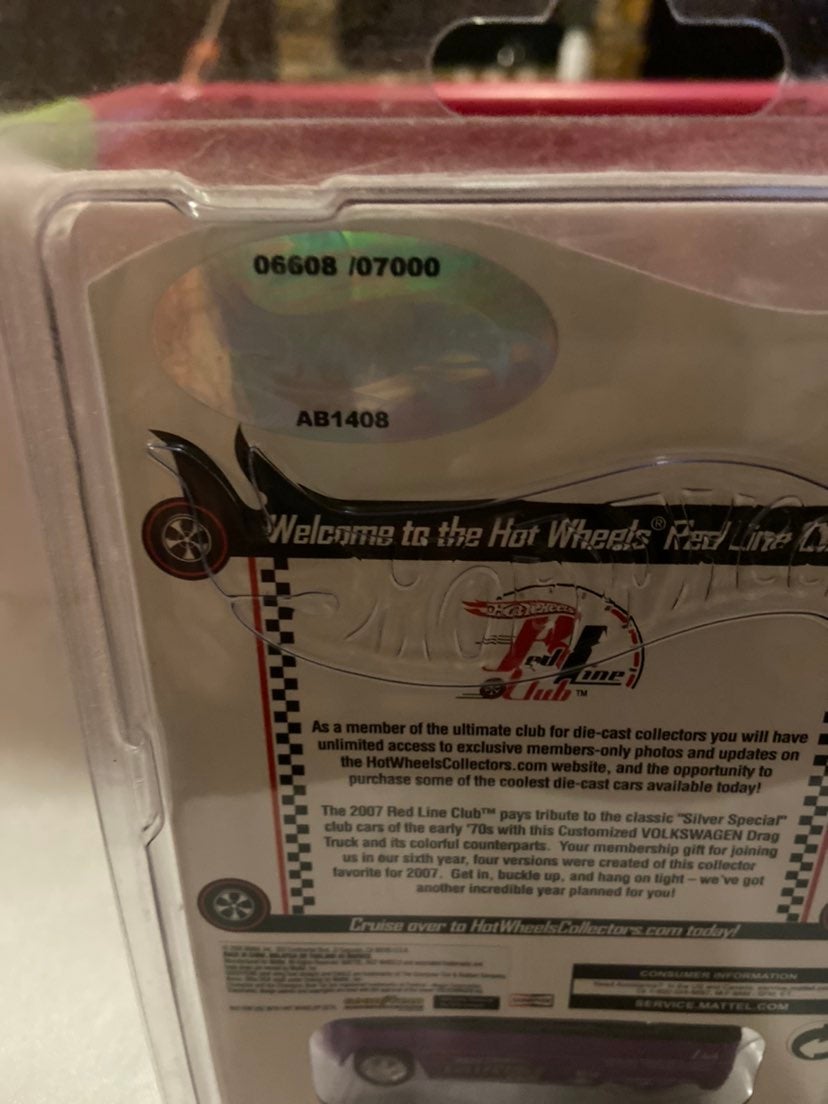 06608 /07000
AB1408
Welcome to the Hot Wheels® Red Line
HOT WHEELS
Red Line
Club™
As a member of the ultimate club for die-cast collectors you will have
unlimited access to exclusive members-only photos and updates on
the HotWheelsCollectors.com website, and the opportunity to
purchase some of the coolest die-cast cars available today!
The 2007 Red Line Club™ pays tribute to the classic "Silver Special"
club cars of the early '70s with this Customized VOLKSWAGEN Drag
Truck and its colorful counterparts. Your membership gift for joining
us in our sixth year, four versions were created of this collector
favorite for 2007. Get in, buckle up, and hang on tight – we've got
another incredible year planned for you!
Cruise over to HotWheelsCollectors.com today!
CONSUMER INFORMATION
SERVICE.MATTEL.COM
GOODYEAR